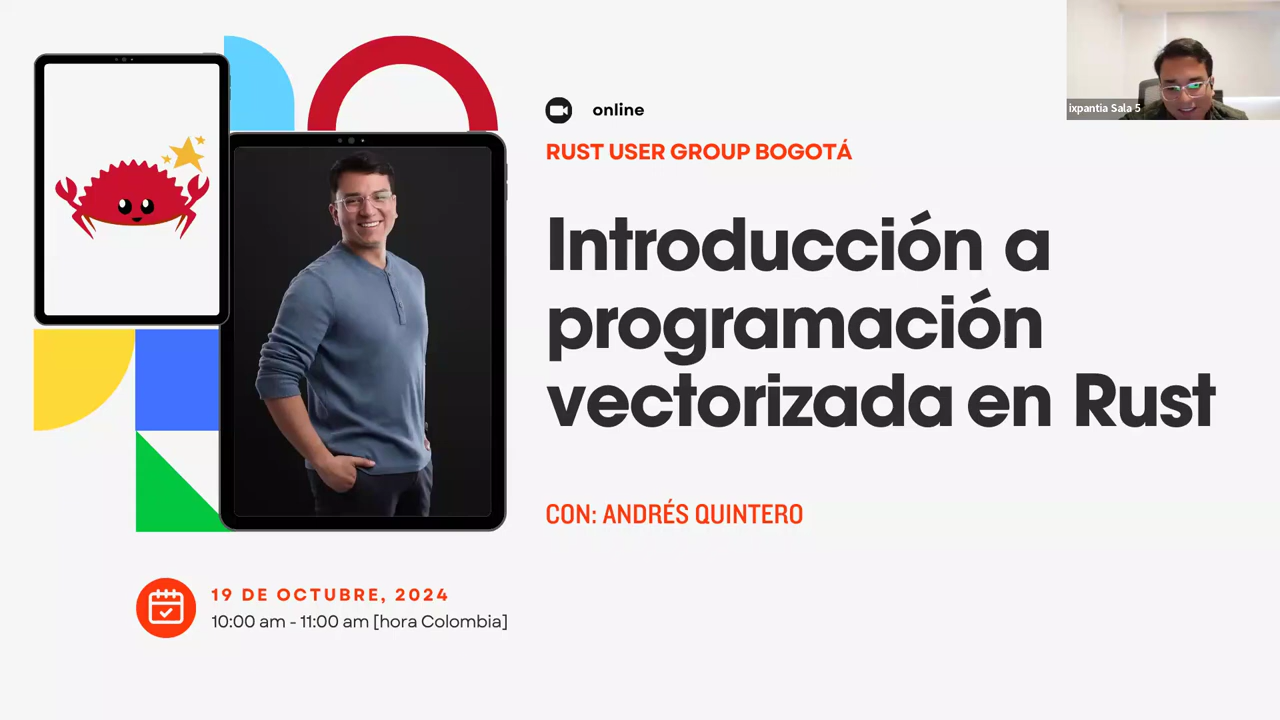 ixpantia Sala 5
online
RUST USER GROUP BOGOTÁ
Introducción a
programación
vectorizada en Rust
CON: ANDRÉS QUINTERO
19 DE OCTUBRE, 2024
10:00 am - 11:00 am [hora Colombia]